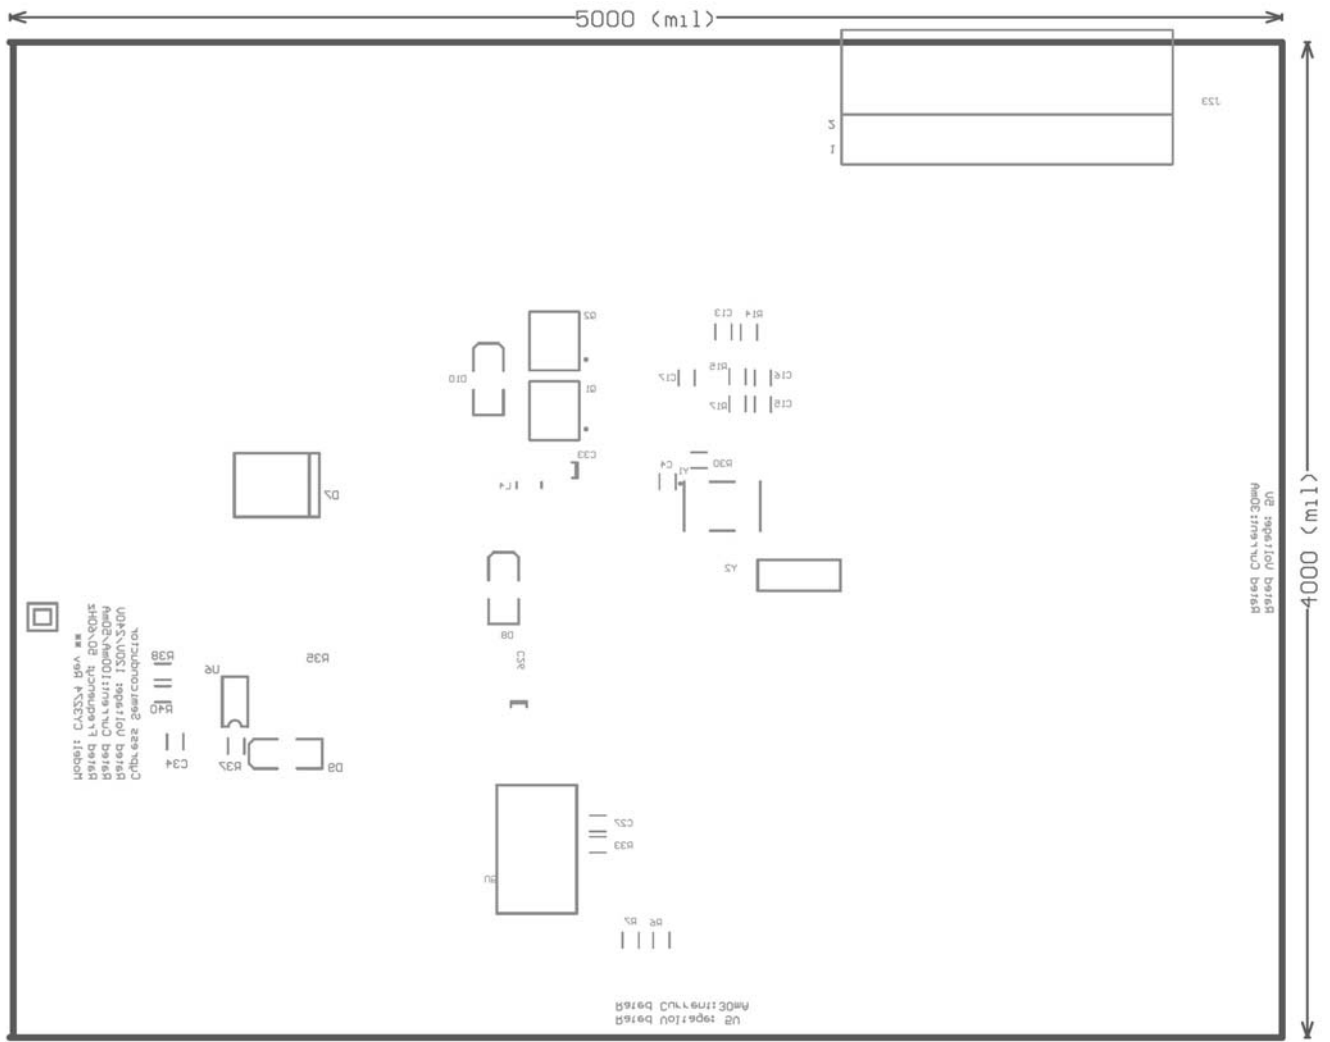 5000 (mil)
J23
2
1
Q2
C13 R14
D10
C17 R15 C16
Q1
R17 C15
C33
C4 Y1 R30
L4
D7
Y2
4000 (mil)
Rated Current:30mA
Rated Voltage: 5V
D8
C29
Model: CY3274 Rev **
Rated Frequency: 50/60Hz
Rated Current:100mA/50mA
Rated Voltage: 120V/240V
Cypress Semiconductor
R38
R35
U6
R40
C34
R37
D9
C27
R33
R7 R6
Rated Current:30mA
Rated Voltage: 5V